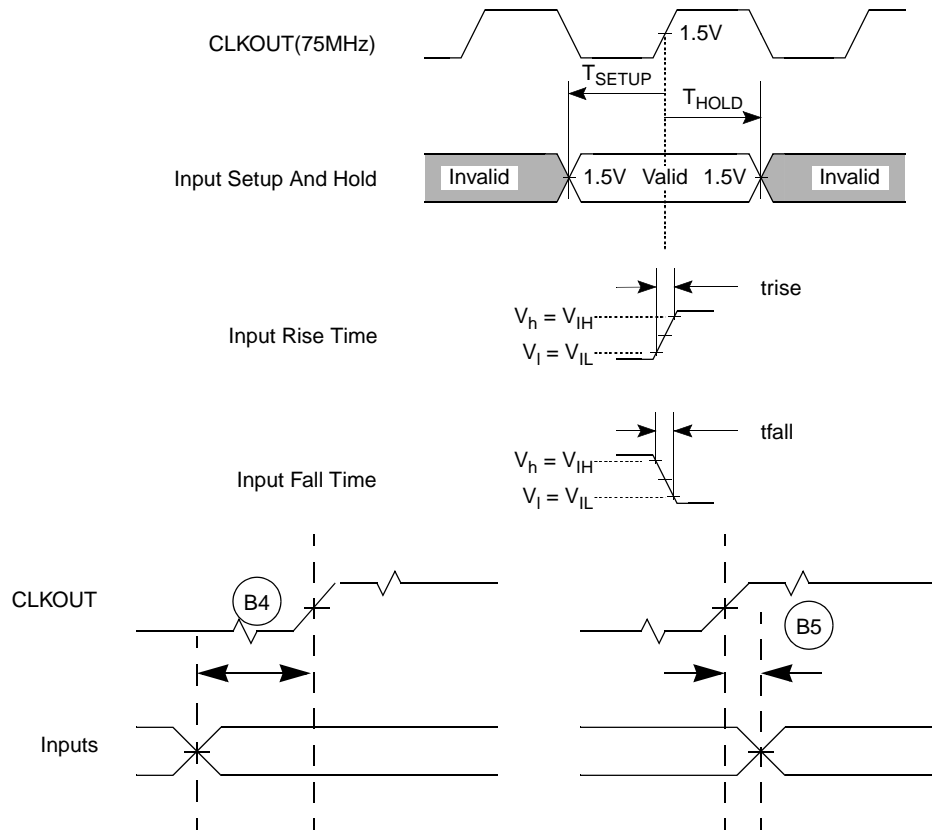 CLKOUT(75MHz)
1.5V
TSETUP
THOLD
Input Setup And Hold
Invalid
1.5V Valid 1.5V
Invalid
trise
Vh = VIH
Input Rise Time
Vl = VIL
tfall
Vh = VIH
Input Fall Time
Vl = VIL
CLKOUT
B4
B5
Inputs